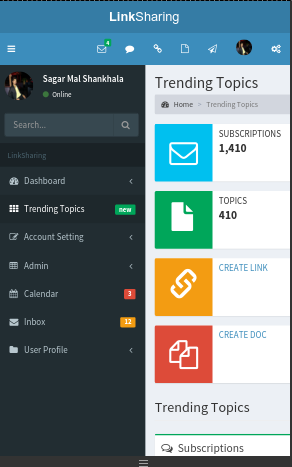 LinkSharing
4
Sagar Mal Shankhala
Online
Search...
LinkSharing
Dashboard
Trending Topics new
Account Setting
Admin
Calendar 3
Inbox 12
User Profile
Trending Topics
Home > Trending Topics
SUBSCRIPTIONS
1,410
TOPICS
410
CREATE LINK
CREATE DOC
Trending Topics
Subscriptions